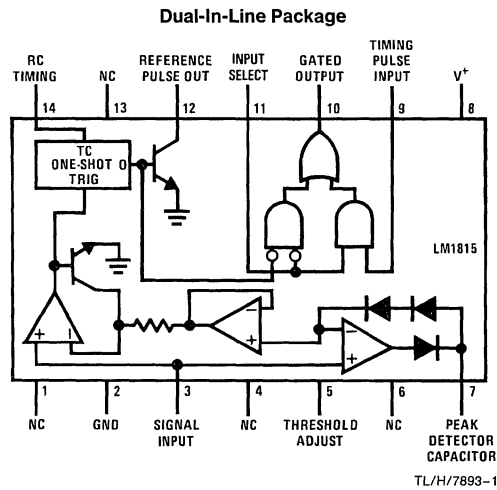 Dual-In-Line Package
RC
TIMING
NC
REFERENCE
PULSE OUT
INPUT
SELECT
GATED
OUTPUT
TIMING
PULSE
INPUT
V+
14
13
12
11
10
9
8
TC
ONE-SHOT O
TRIG
LM1815
+
−
−
+
−
+
1
2
3
4
5
6
7
NC
GND
SIGNAL
INPUT
NC
THRESHOLD
ADJUST
NC
PEAK
DETECTOR
CAPACITOR
TL/H/7893–1